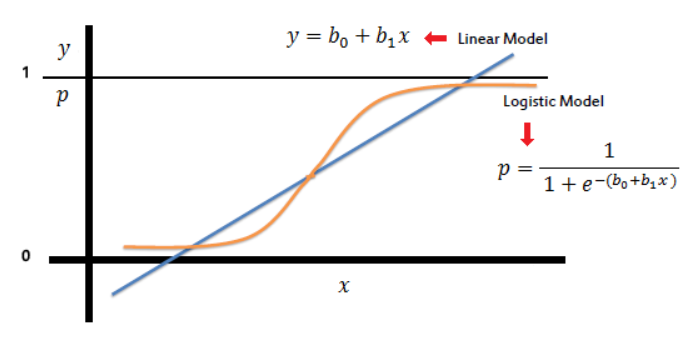 y = b₀ + b₁x
Linear Model
y
1
p
Logistic Model
p = 1 / (1 + e^−(b₀+b₁x))
0
x